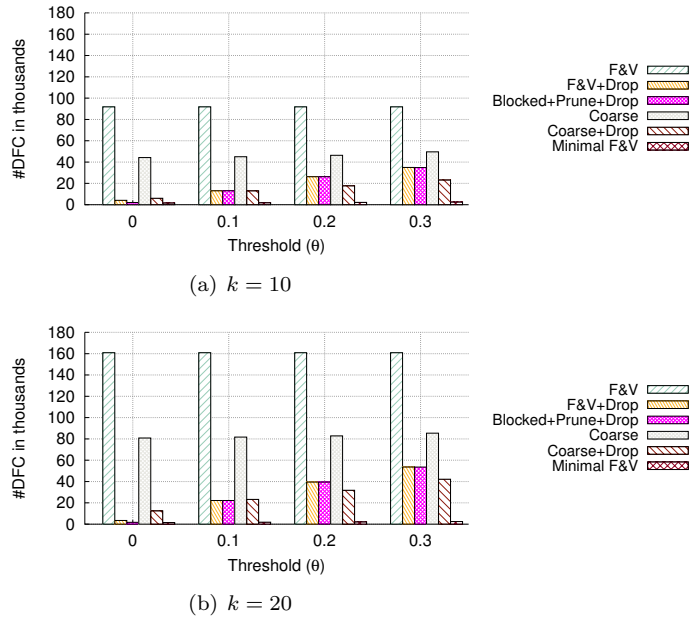 180
160
140
120
100
80
60
40
20
0
#DFC in thousands
0 0.1 0.2 0.3
Threshold (θ)
F&V
F&V+Drop
Blocked+Prune+Drop
Coarse
Coarse+Drop
Minimal F&V
(a) k = 10
180
160
140
120
100
80
60
40
20
0
#DFC in thousands
0 0.1 0.2 0.3
Threshold (θ)
F&V
F&V+Drop
Blocked+Prune+Drop
Coarse
Coarse+Drop
Minimal F&V
(b) k = 20